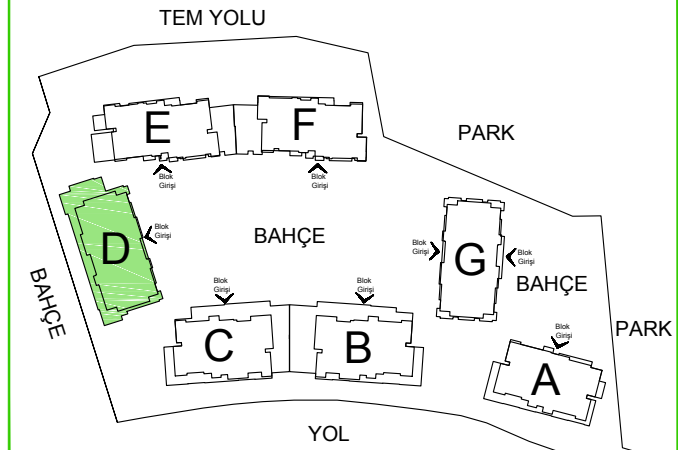 TEM YOLU
E
F
PARK
Blok
Girişi
Blok
Girişi
D
Blok
Girişi
BAHÇE
Blok
Girişi
G
Blok
Girişi
BAHÇE
BAHÇE
Blok
Girişi
Blok
Girişi
C
B
Blok
Girişi
PARK
A
YOL